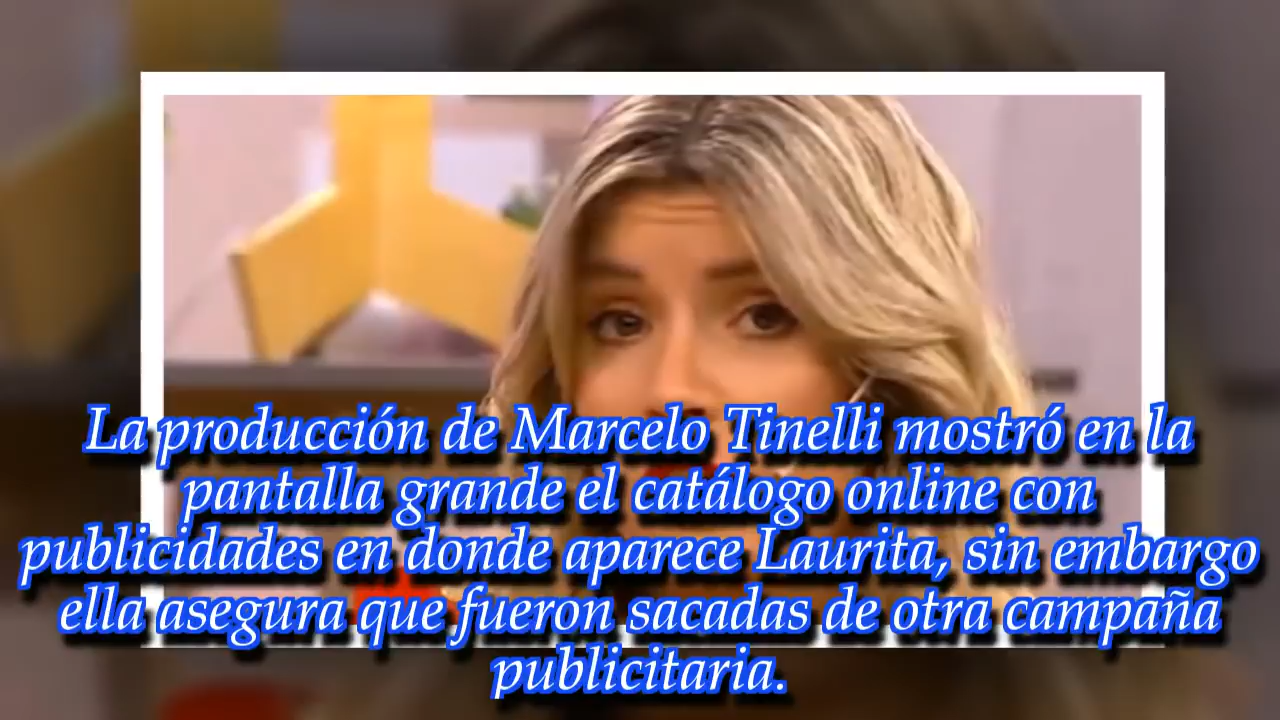 La producción de Marcelo Tinelli mostró en la
pantalla grande el catálogo online con
publicidades en donde aparece Laurita, sin embargo
ella asegura que fueron sacadas de otra campaña
publicitaria.